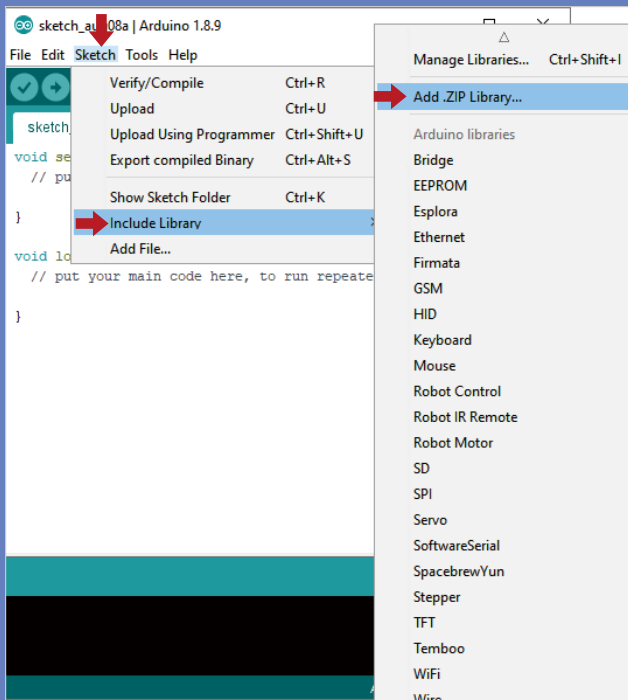 sketch_au 08a | Arduino 1.8.9
File Edit Sketch Tools Help
Verify/Compile Ctrl+R
Upload Ctrl+U
Upload Using Programmer Ctrl+Shift+U
Export compiled Binary Ctrl+Alt+S
Show Sketch Folder Ctrl+K
Include Library
Add File...
sketch_
void se
// pu
}
void lo
// put your main code here, to run repeate
}
Manage Libraries... Ctrl+Shift+I
Add .ZIP Library...
Arduino libraries
Bridge
EEPROM
Esplora
Ethernet
Firmata
GSM
HID
Keyboard
Mouse
Robot Control
Robot IR Remote
Robot Motor
SD
SPI
Servo
SoftwareSerial
SpacebrewYun
Stepper
TFT
Temboo
WiFi
Wire